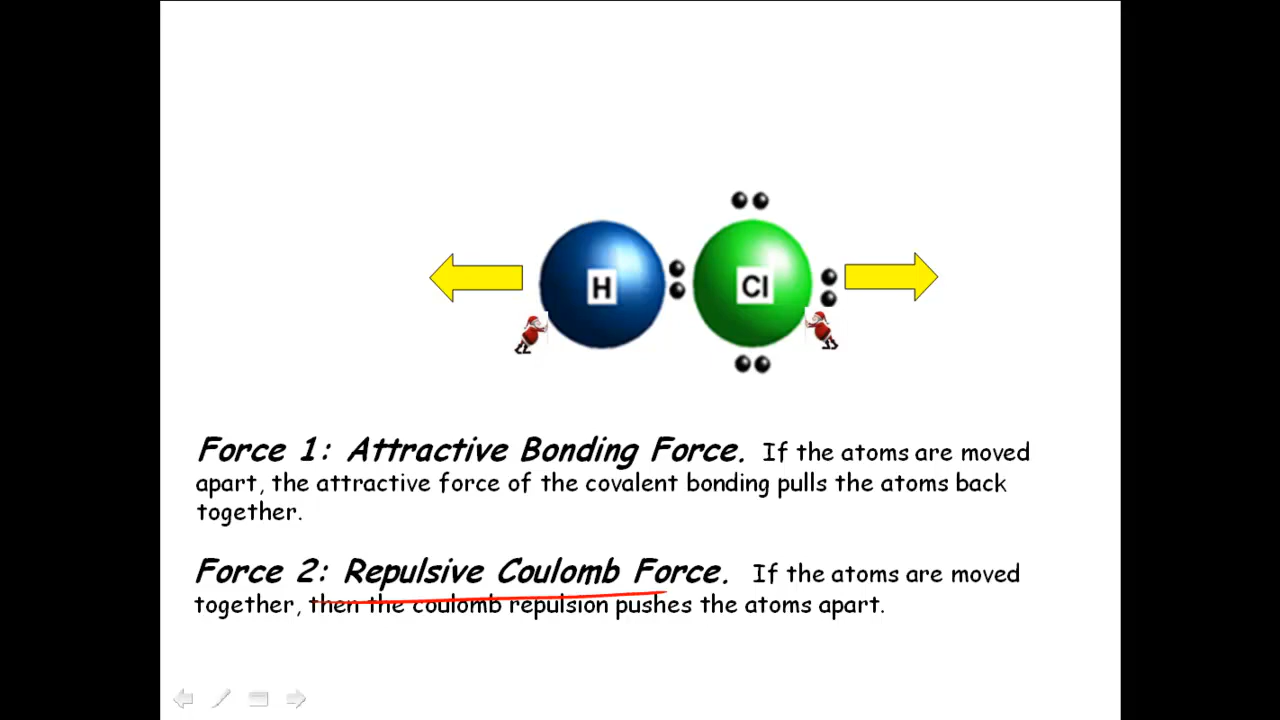 H
Cl
Force 1: Attractive Bonding Force. If the atoms are moved
apart, the attractive force of the covalent bonding pulls the atoms back
together.
Force 2: Repulsive Coulomb Force. If the atoms are moved
together, then the coulomb repulsion pushes the atoms apart.